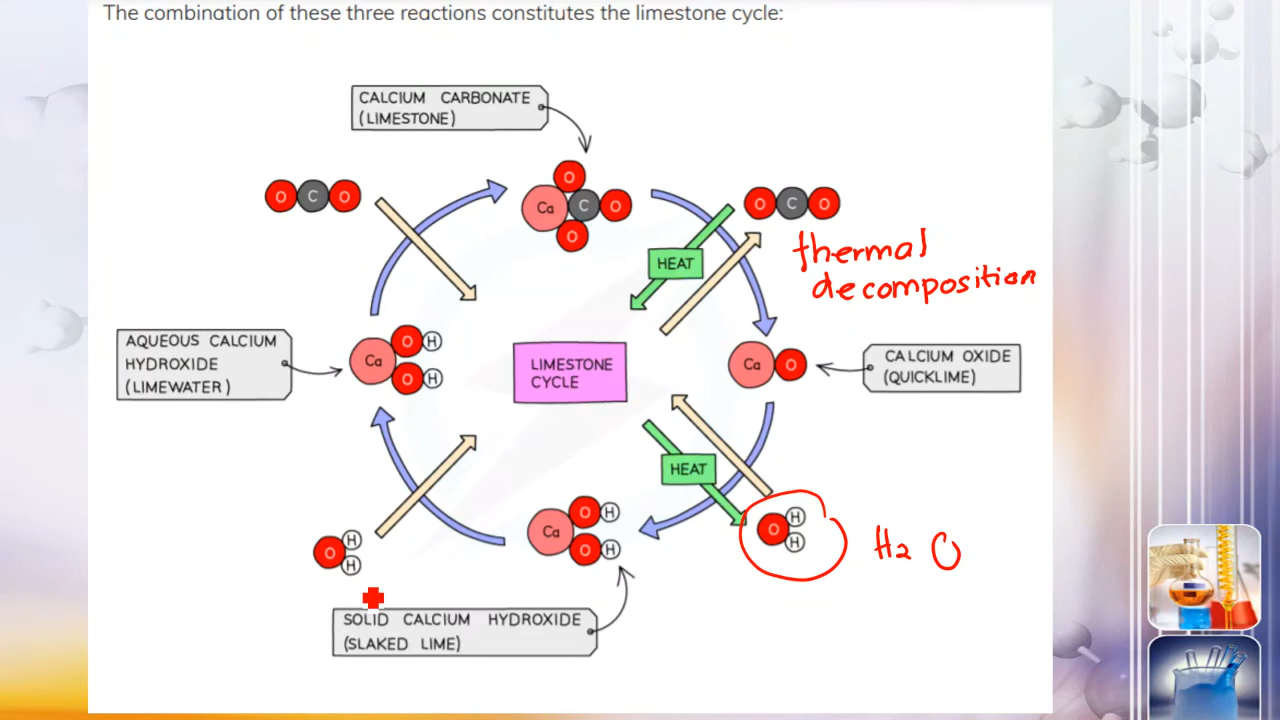 The combination of these three reactions constitutes the limestone cycle:
CALCIUM CARBONATE
(LIMESTONE)
O C O
O
Ca C O
O
O C O
HEAT
thermal
decomposition
AQUEOUS CALCIUM
HYDROXIDE
(LIMEWATER)
Ca O H
O H
LIMESTONE
CYCLE
Ca O
CALCIUM OXIDE
(QUICKLIME)
HEAT
O H
H
Ca O H
O H
O H
H
H2 O
SOLID CALCIUM HYDROXIDE
(SLAKED LIME)